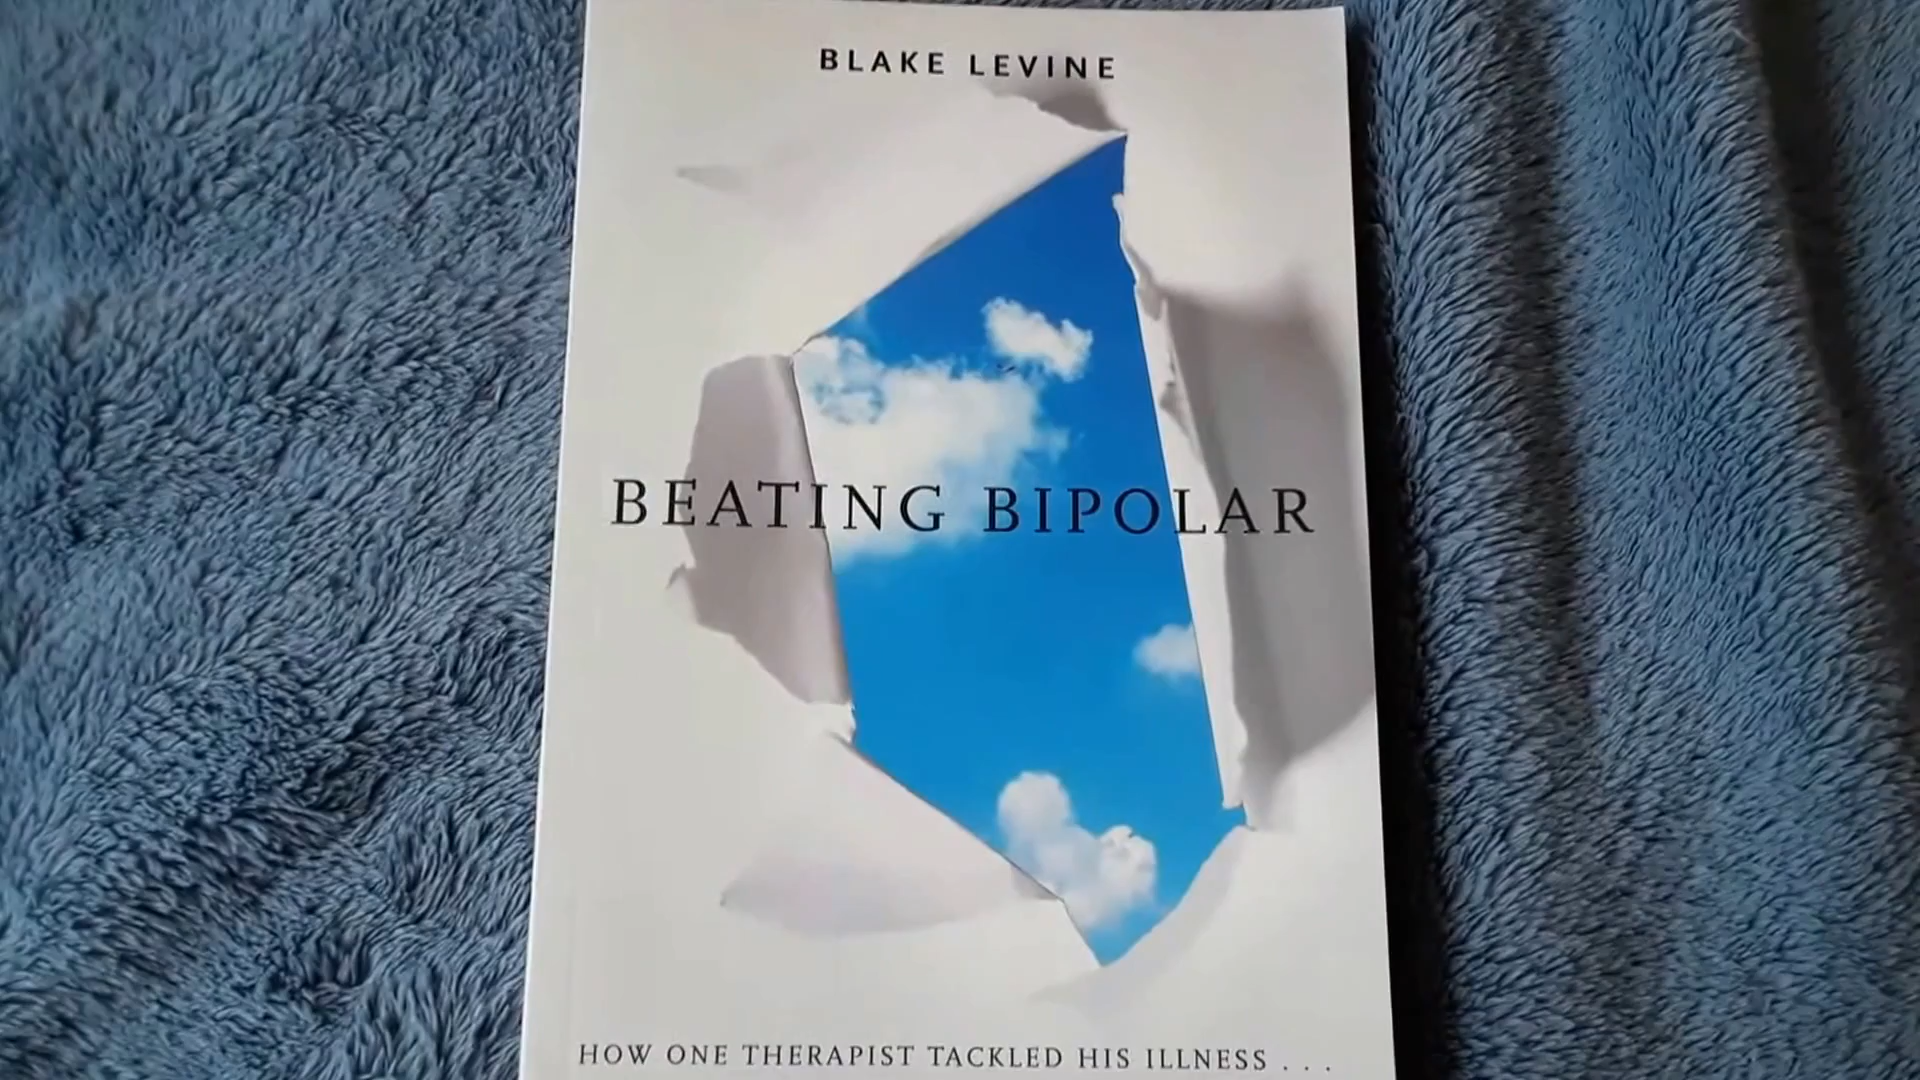 BLAKE LEVINE
BEATING BIPOLAR
HOW ONE THERAPIST TACKLED HIS ILLNESS . . .